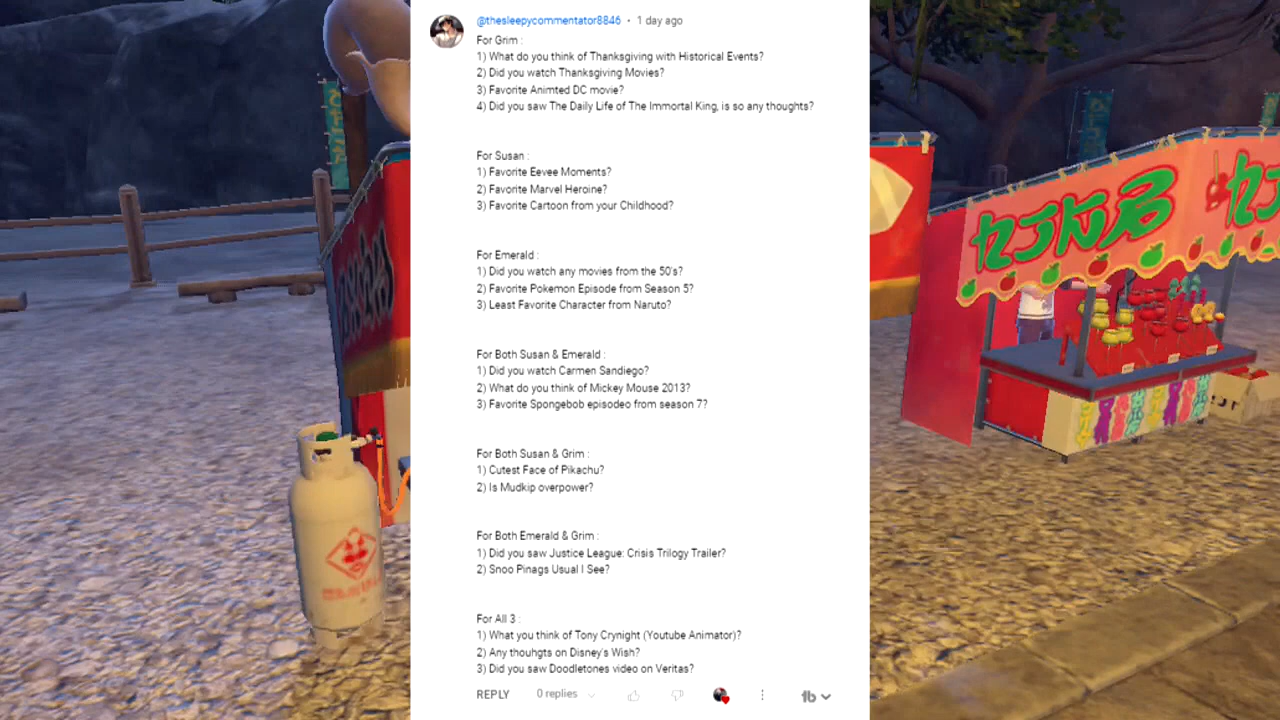 @thesleepycommentator8846 • 1 day ago
For Grim :
1) What do you think of Thanksgiving with Historical Events?
2) Did you watch Thanksgiving Movies?
3) Favorite Animted DC movie?
4) Did you saw The Daily Life of The Immortal King, is so any thoughts?
For Susan :
1) Favorite Eevee Moments?
2) Favorite Marvel Heroine?
3) Favorite Cartoon from your Childhood?
For Emerald :
1) Did you watch any movies from the 50's?
2) Favorite Pokemon Episode from Season 5?
3) Least Favorite Character from Naruto?
For Both Susan & Emerald :
1) Did you watch Carmen Sandiego?
2) What do you think of Mickey Mouse 2013?
3) Favorite Spongebob episodeo from season 7?
For Both Susan & Grim :
1) Cutest Face of Pikachu?
2) Is Mudkip overpower?
For Both Emerald & Grim :
1) Did you saw Justice League: Crisis Trilogy Trailer?
2) Snoo Pinags Usual I See?
For All 3 :
1) What you think of Tony Crynight (Youtube Animator)?
2) Any thouhgts on Disney's Wish?
3) Did you saw Doodletones video on Veritas?
REPLY 0 replies